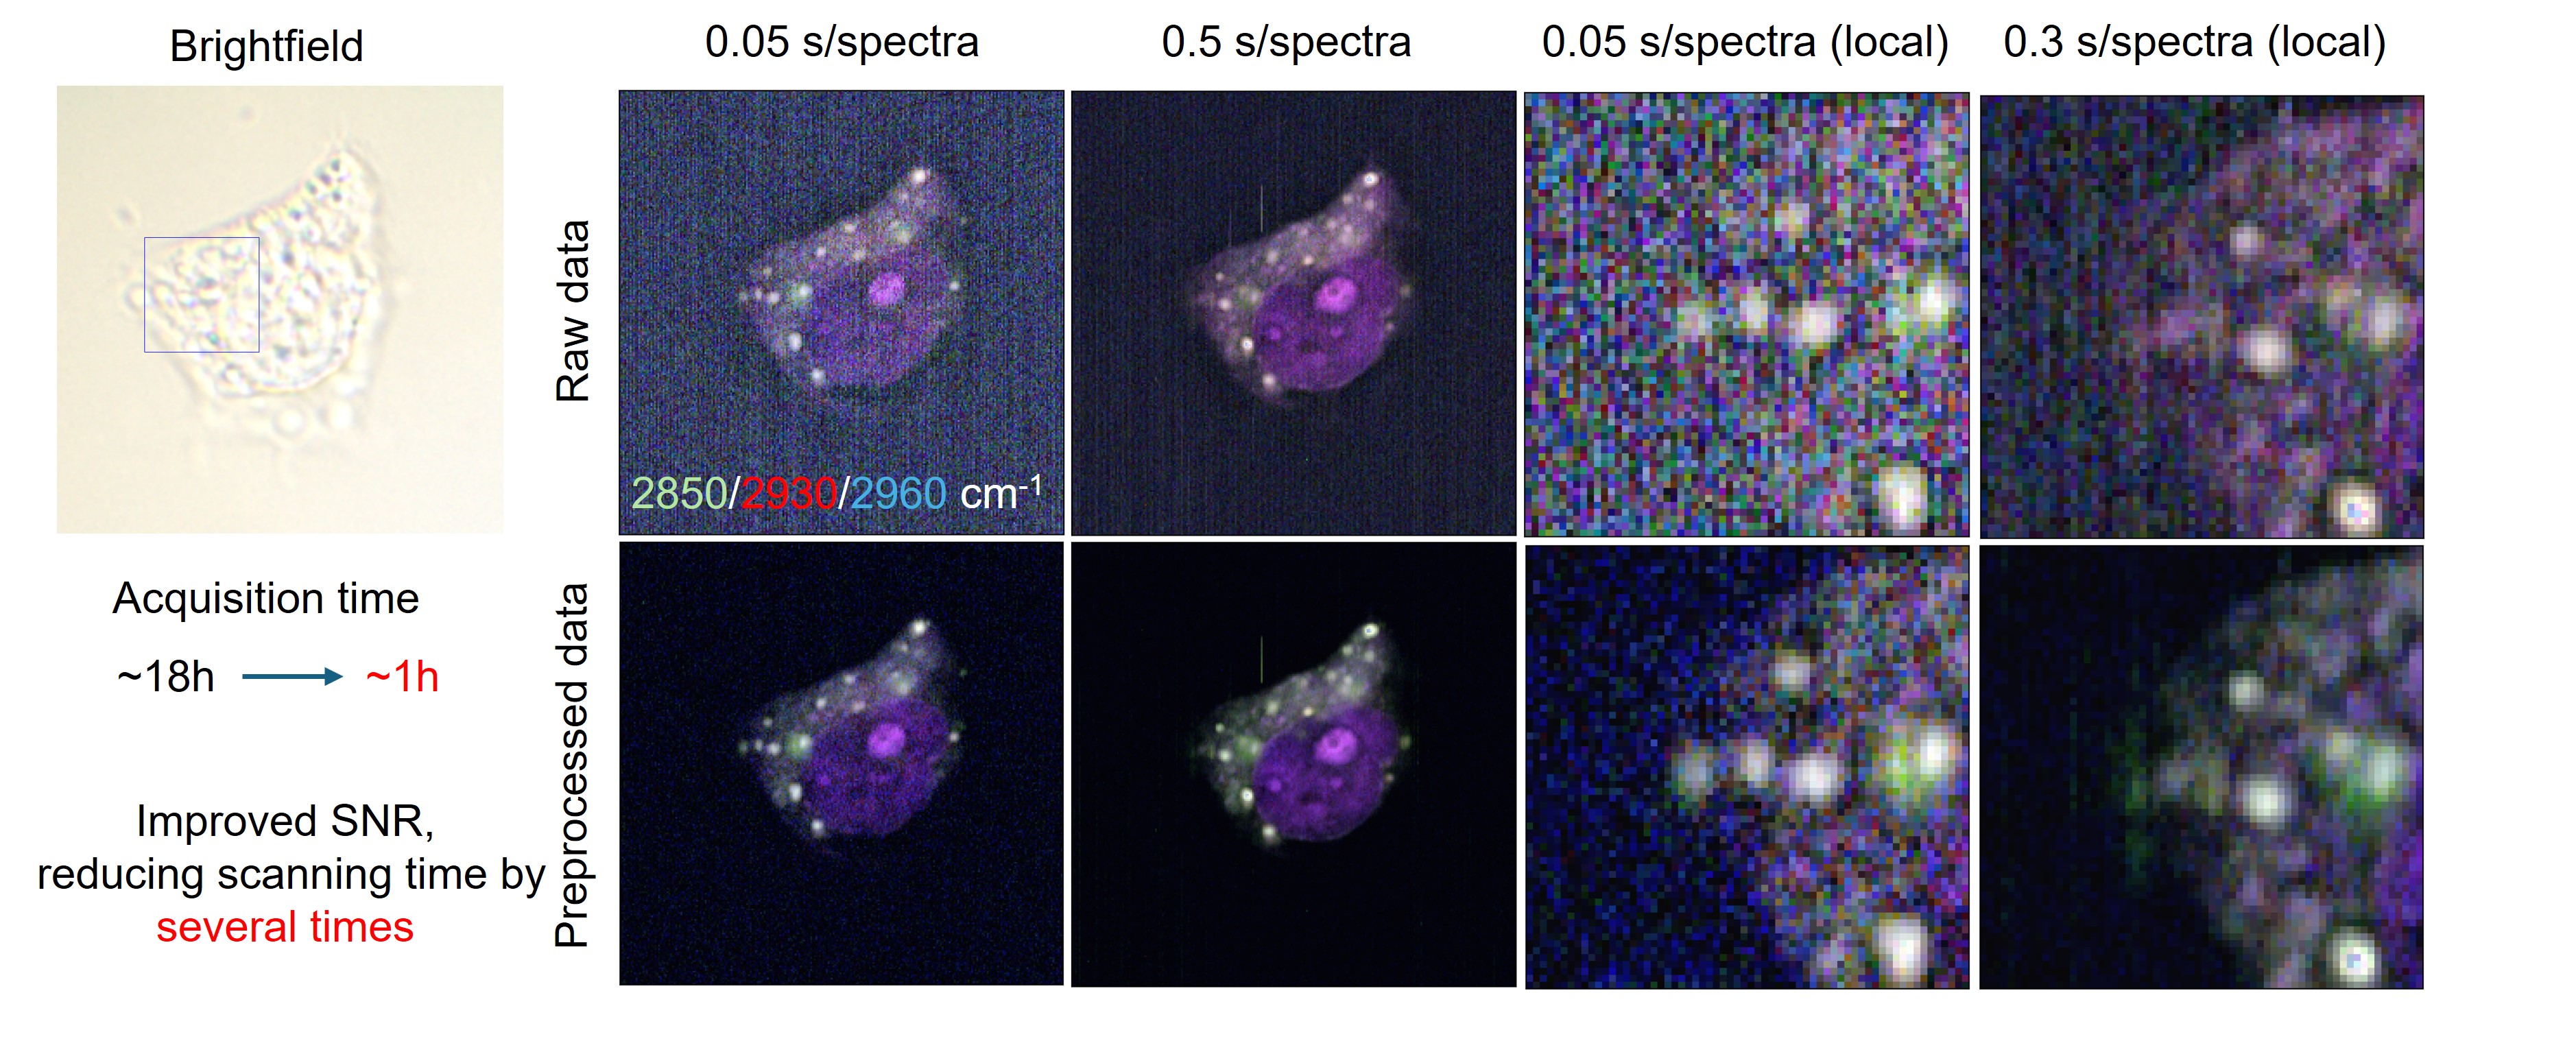 Brightfield
0.05 s/spectra
0.5 s/spectra
0.05 s/spectra (local)
0.3 s/spectra (local)
Raw data
2850/2930/2960 cm⁻¹
Acquisition time
~18h
~1h
Preprocessed data
Improved SNR,
reducing scanning time by
several times